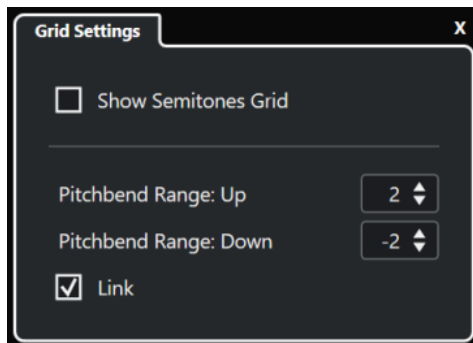 Grid Settings X
Show Semitones Grid
Pitchbend Range: Up 2
Pitchbend Range: Down -2
Link